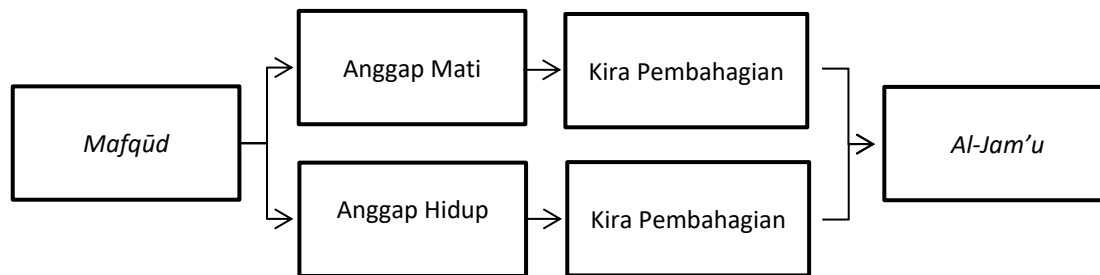 Mafqūd
Anggap Mati
Kira Pembahagian
Anggap Hidup
Kira Pembahagian
Al-Jam’u